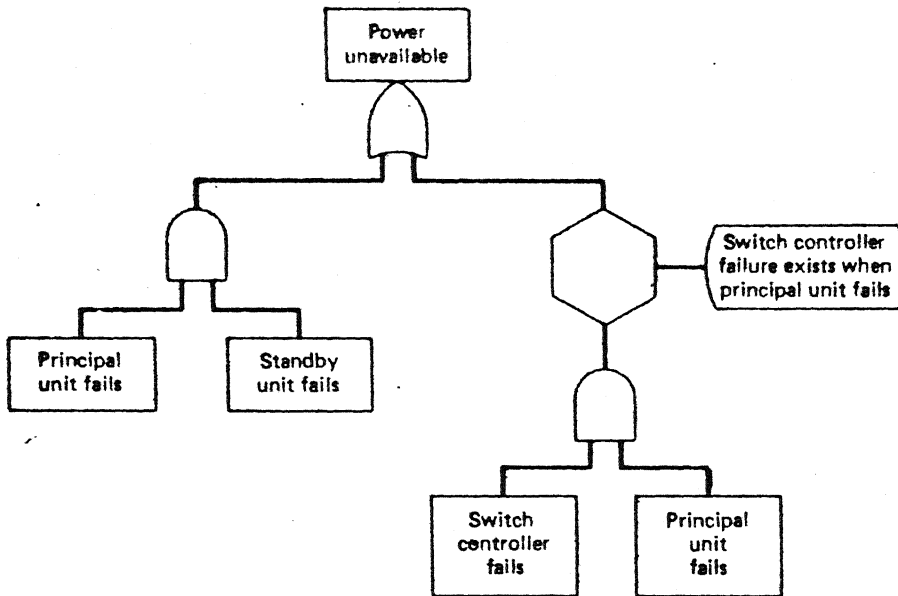 Power
unavailable
Switch controller
failure exists when
principal unit fails
Principal
unit fails
Standby
unit fails
Switch
controller
fails
Principal
unit
fails